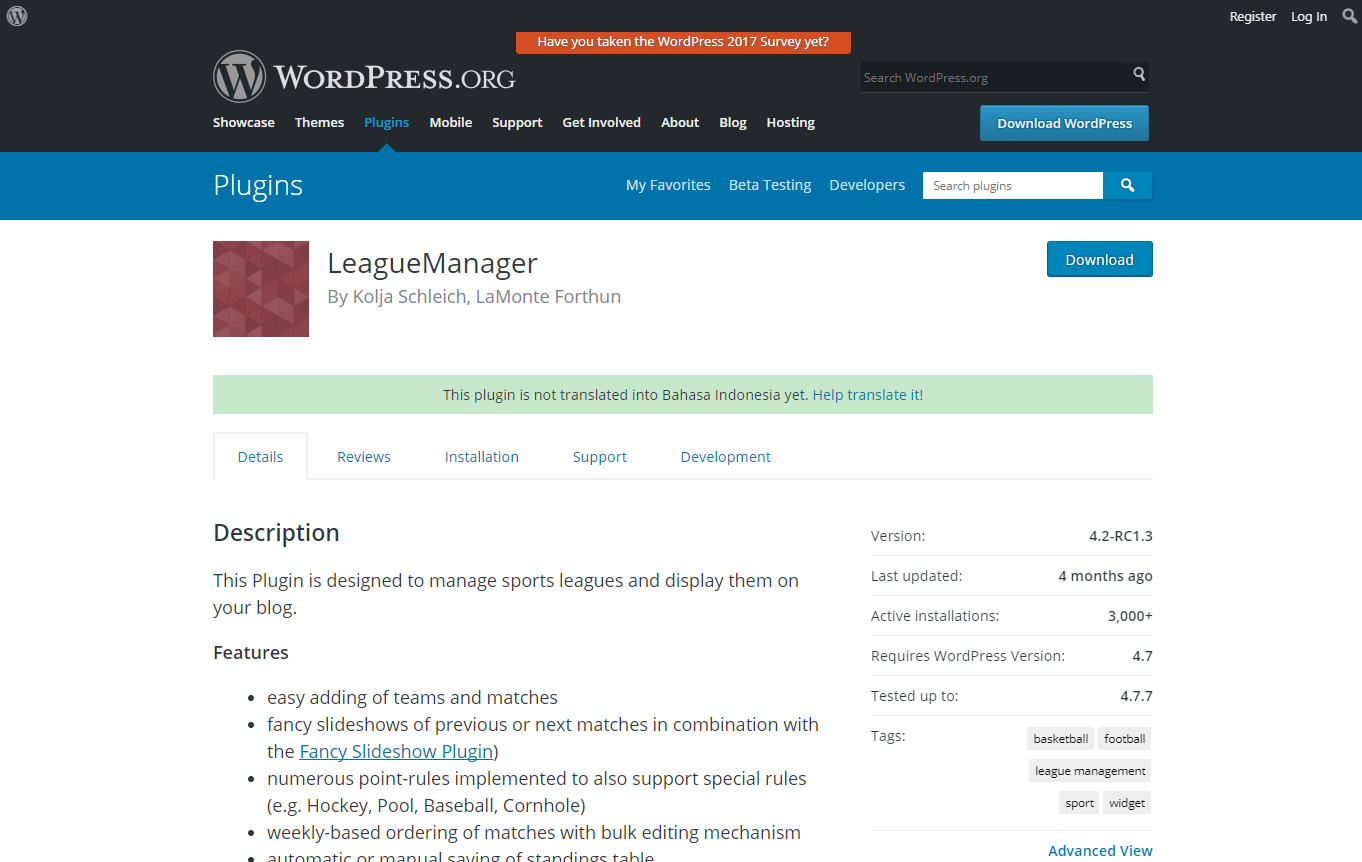 Register Log In
Have you taken the WordPress 2017 Survey yet?
WORDPRESS.ORG
Search WordPress.org
Showcase Themes Plugins Mobile Support Get Involved About Blog Hosting
Download WordPress
Plugins
My Favorites Beta Testing Developers
Search plugins
LeagueManager
By Kolja Schleich, LaMonte Forthun
Download
This plugin is not translated into Bahasa Indonesia yet. Help translate it!
Details Reviews Installation Support Development
Description
This Plugin is designed to manage sports leagues and display them on
your blog.
Features
easy adding of teams and matches
fancy slideshows of previous or next matches in combination with
the Fancy Slideshow Plugin)
numerous point-rules implemented to also support special rules
(e.g. Hockey, Pool, Baseball, Cornhole)
weekly-based ordering of matches with bulk editing mechanism
automatic or manual saving of standings table
Version: 4.2-RC1.3
Last updated: 4 months ago
Active installations: 3,000+
Requires WordPress Version: 4.7
Tested up to: 4.7.7
Tags: basketball football
league management
sport widget
Advanced View